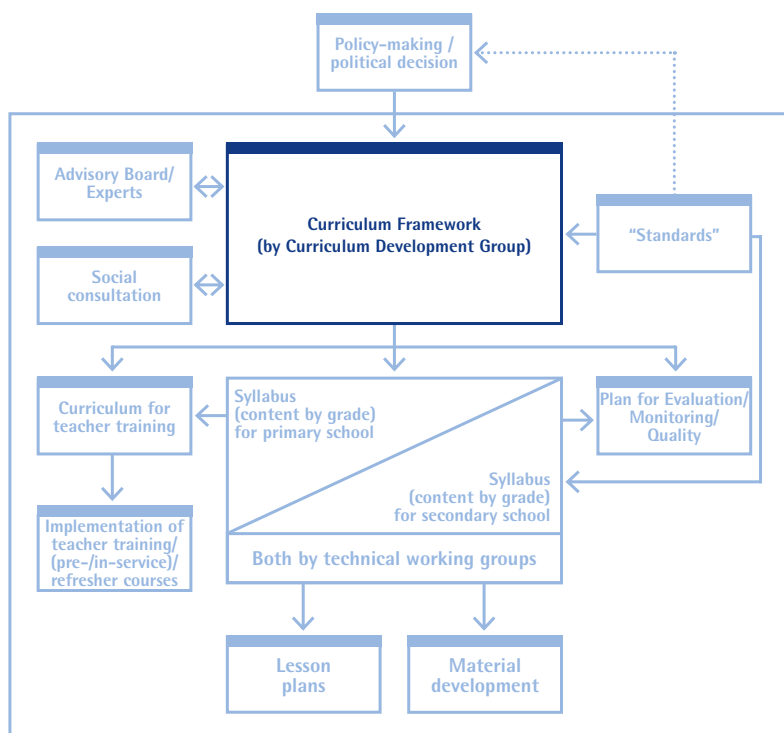 Policy-making /
political decision
Advisory Board/
Experts
Curriculum Framework
(by Curriculum Development Group)
“Standards”
Social
consultation
Curriculum for
teacher training
Syllabus
(content by grade)
for primary school
Plan for Evaluation/
Monitoring/
Quality
Syllabus
(content by grade)
for secondary school
Implementation of
teacher training/
(pre-/in-service)/
refresher courses
Both by technical working groups
Lesson
plans
Material
development